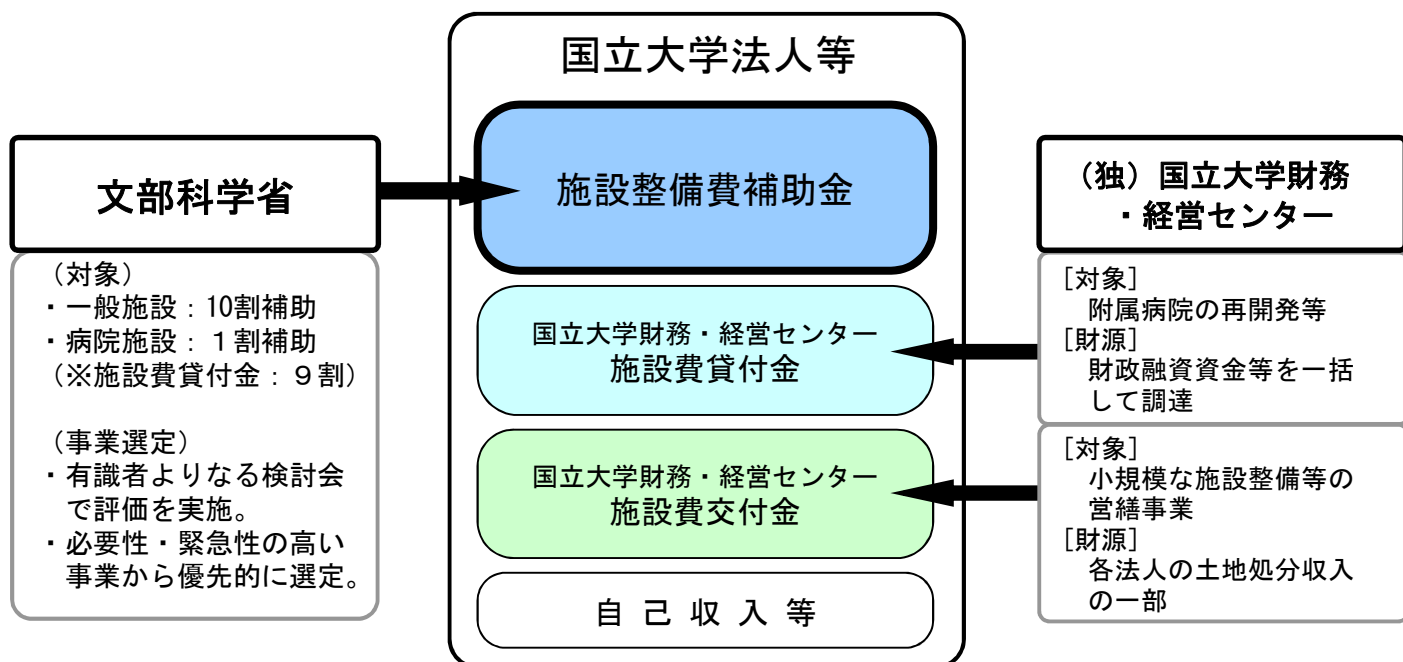 国立大学法人等
施設整備費補助金
国立大学財務・経営センター
施設費貸付金
国立大学財務・経営センター
施設費交付金
自 己 収 入 等
文部科学省
(対象)
・一般施設：10割補助
・病院施設：１割補助
(※施設費貸付金：９割)
(事業選定)
・有識者よりなる検討会
で評価を実施。
・必要性・緊急性の高い
事業から優先的に選定。
（独）国立大学財務
・経営センター
[対象]
附属病院の再開発等
[財源]
財政融資資金等を一括
して調達
[対象]
小規模な施設整備等の
営繕事業
[財源]
各法人の土地処分収入
の一部